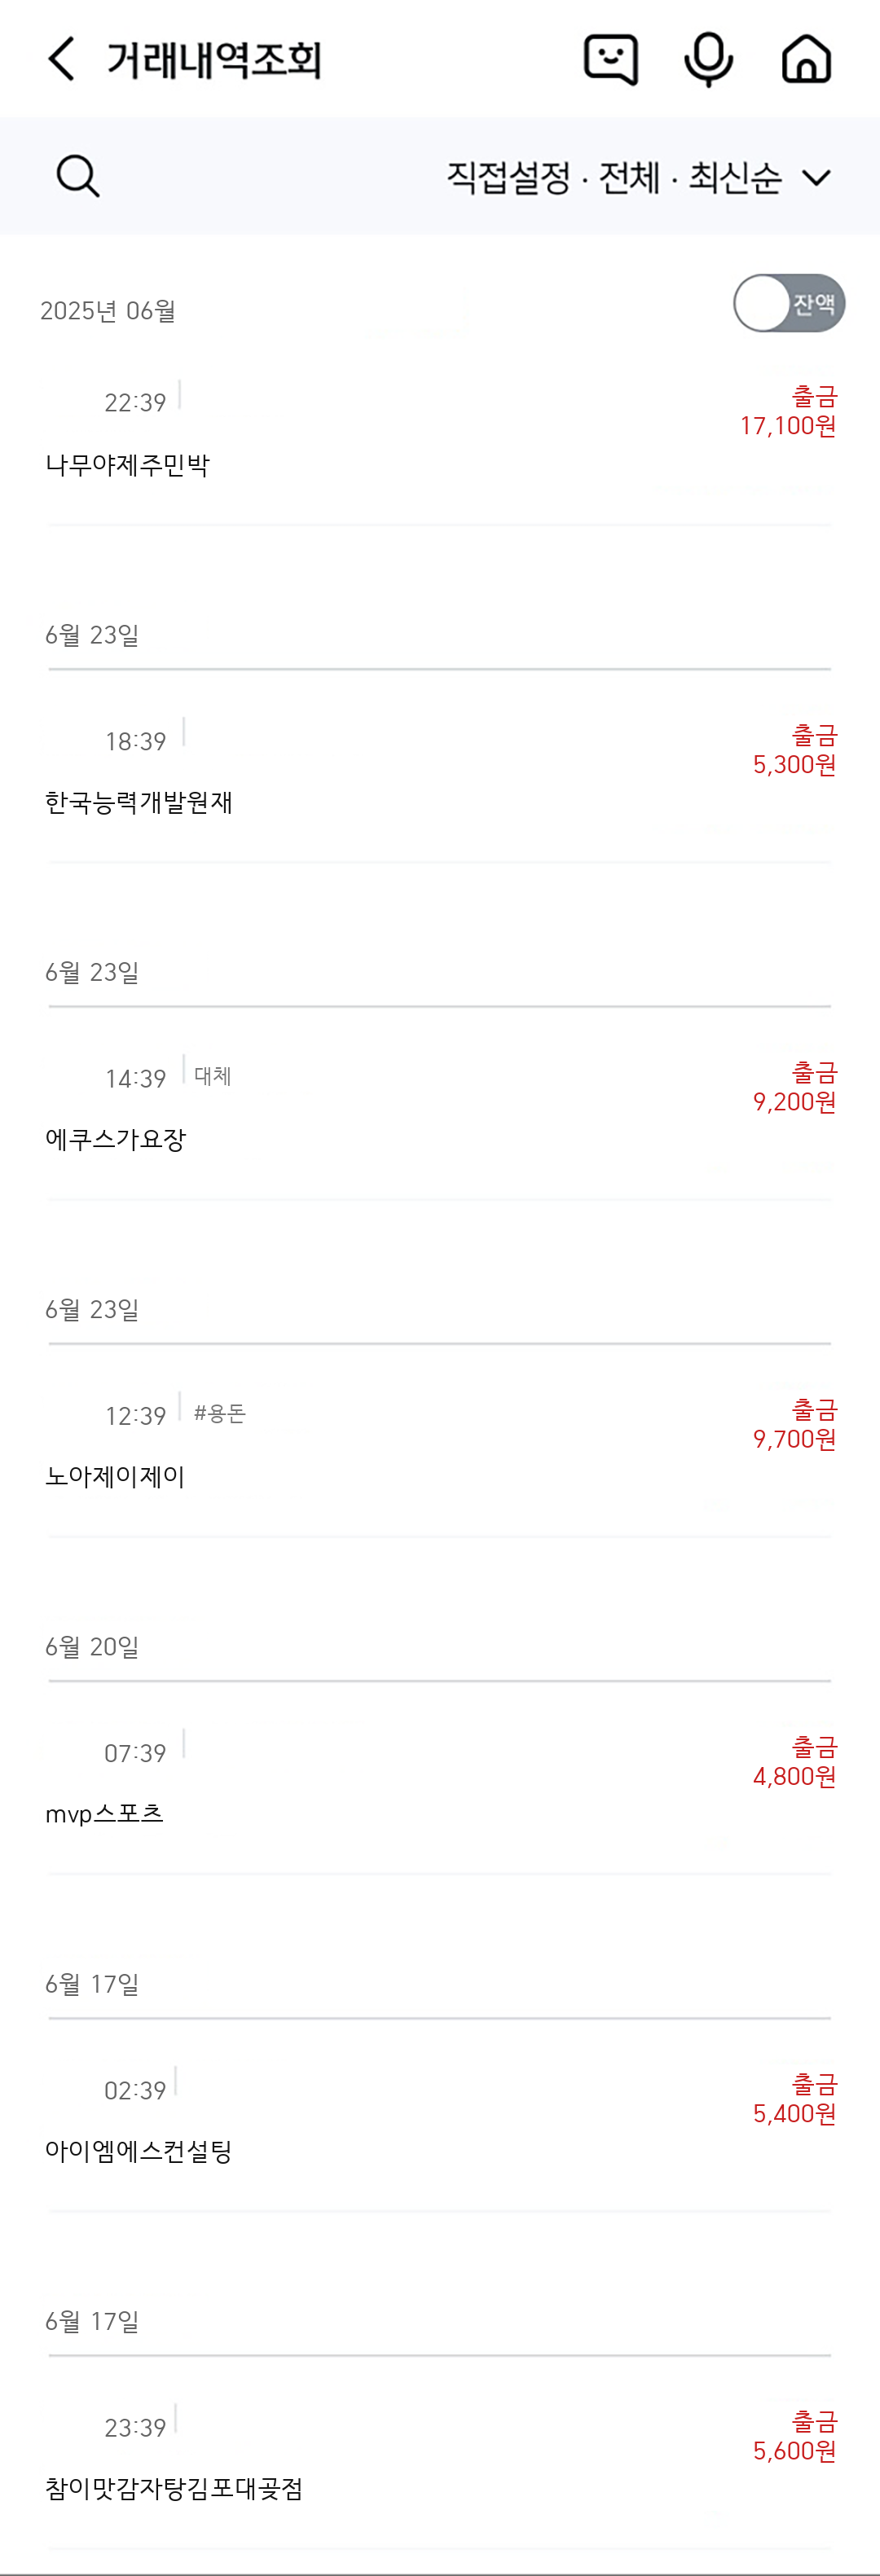 거래내역조회
직접설정 · 전체 · 최신순
2025년 06월
잔액
22:39
출금
17,100원
나무야제주민박
6월 23일
18:39
출금
5,300원
한국능력개발원재
6월 23일
14:39 대체
출금
9,200원
에쿠스가요장
6월 23일
12:39 #용돈
출금
9,700원
노아제이제이
6월 20일
07:39
출금
4,800원
mvp스포츠
6월 17일
02:39
출금
5,400원
아이엠에스컨설팅
6월 17일
23:39
출금
5,600원
참이맛감자탕김포대곶점